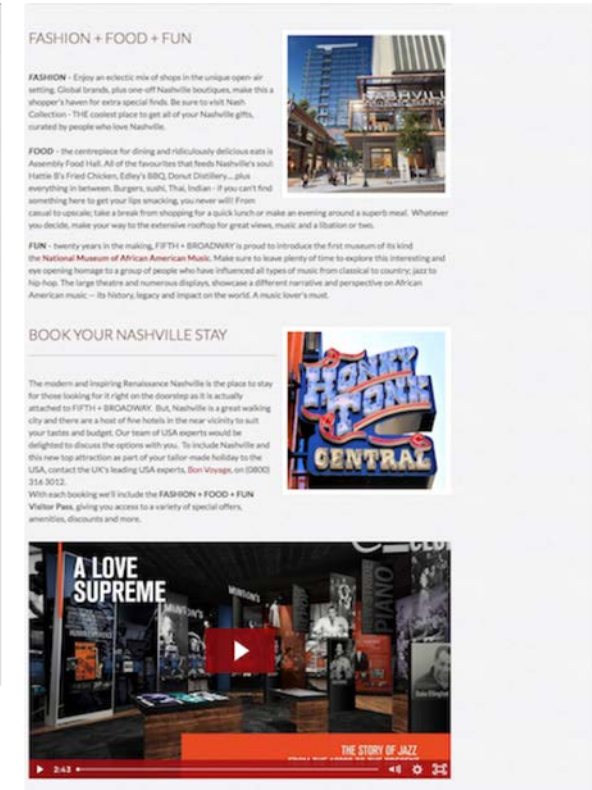 FASHION + FOOD + FUN
FASHION - Enjoy an eclectic mix of shops in the unique open-air
setting. Global brands, plus one-off Nashville boutiques, make this a
shopper's haven for extra special finds. Be sure to visit Nash
Collection - THE coolest place to get all of your Nashville gifts,
curated by people who love Nashville.
FOOD - the centrepiece for dining and ridiculously delicious eats is
Assembly Food Hall. All of the favourites that feeds Nashville's soul:
Hattie B's Fried Chicken, Edley's BBQ, Donut Distillery.....plus
everything in between. Burgers, sushi, Thai, Indian - if you can't find
something here to get your lips smacking, you never will! From
casual to upscale; take a break from shopping for a quick lunch or make an evening around a superb meal. Whatever
you decide, make your way to the extensive rooftop for great views, music and a libation or two.
FUN - twenty years in the making, FIFTH + BROADWAY is proud to introduce the first museum of its kind
the National Museum of African American Music. Make sure to leave plenty of time to explore this interesting and
eye opening homage to a group of people who have influenced all types of music from classical to country; jazz to
hip-hop. The large theatre and numerous displays, showcase a different narrative and perspective on African
American music — its history, legacy and impact on the world. A music lover's must.
BOOK YOUR NASHVILLE STAY
HONKY
TONK
CENTRAL
The modern and inspiring Renaissance Nashville is the place to stay
for those looking for it right on the doorstep as it is actually
attached to FIFTH + BROADWAY. But, Nashville is a great walking
city and there are a host of fine hotels in the near vicinity to suit
your tastes and budget. Our team of USA experts would be
delighted to discuss the options with you. To include Nashville and
this new top attraction as part of your tailor-made holiday to the
USA, contact the UK's leading USA experts, Bon Voyage, on (0800)
316 3012.
With each booking we'll include the FASHION + FOOD + FUN
Visitor Pass, giving you access to a variety of special offers,
amenities, discounts and more.
A LOVE
SUPREME
MINTON'S
PIANO
Duke Ellington
THE STORY OF JAZZ
2:43